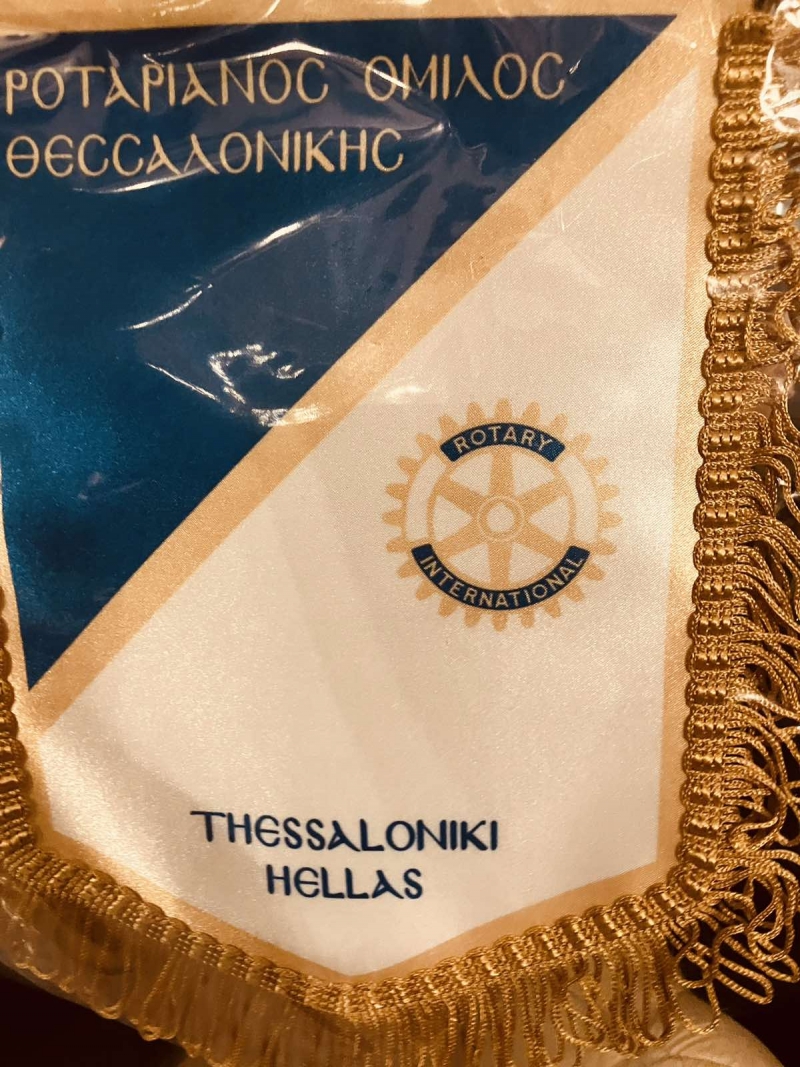 ΡΟΤΑΡΙΑΝΟϹ ΟΜΙΛΟϹ
ΘΕϹϹΑΛΟΝΙΚΗϹ
ROTARY
INTERNATIONAL
THESSALONIKI
HELLAS